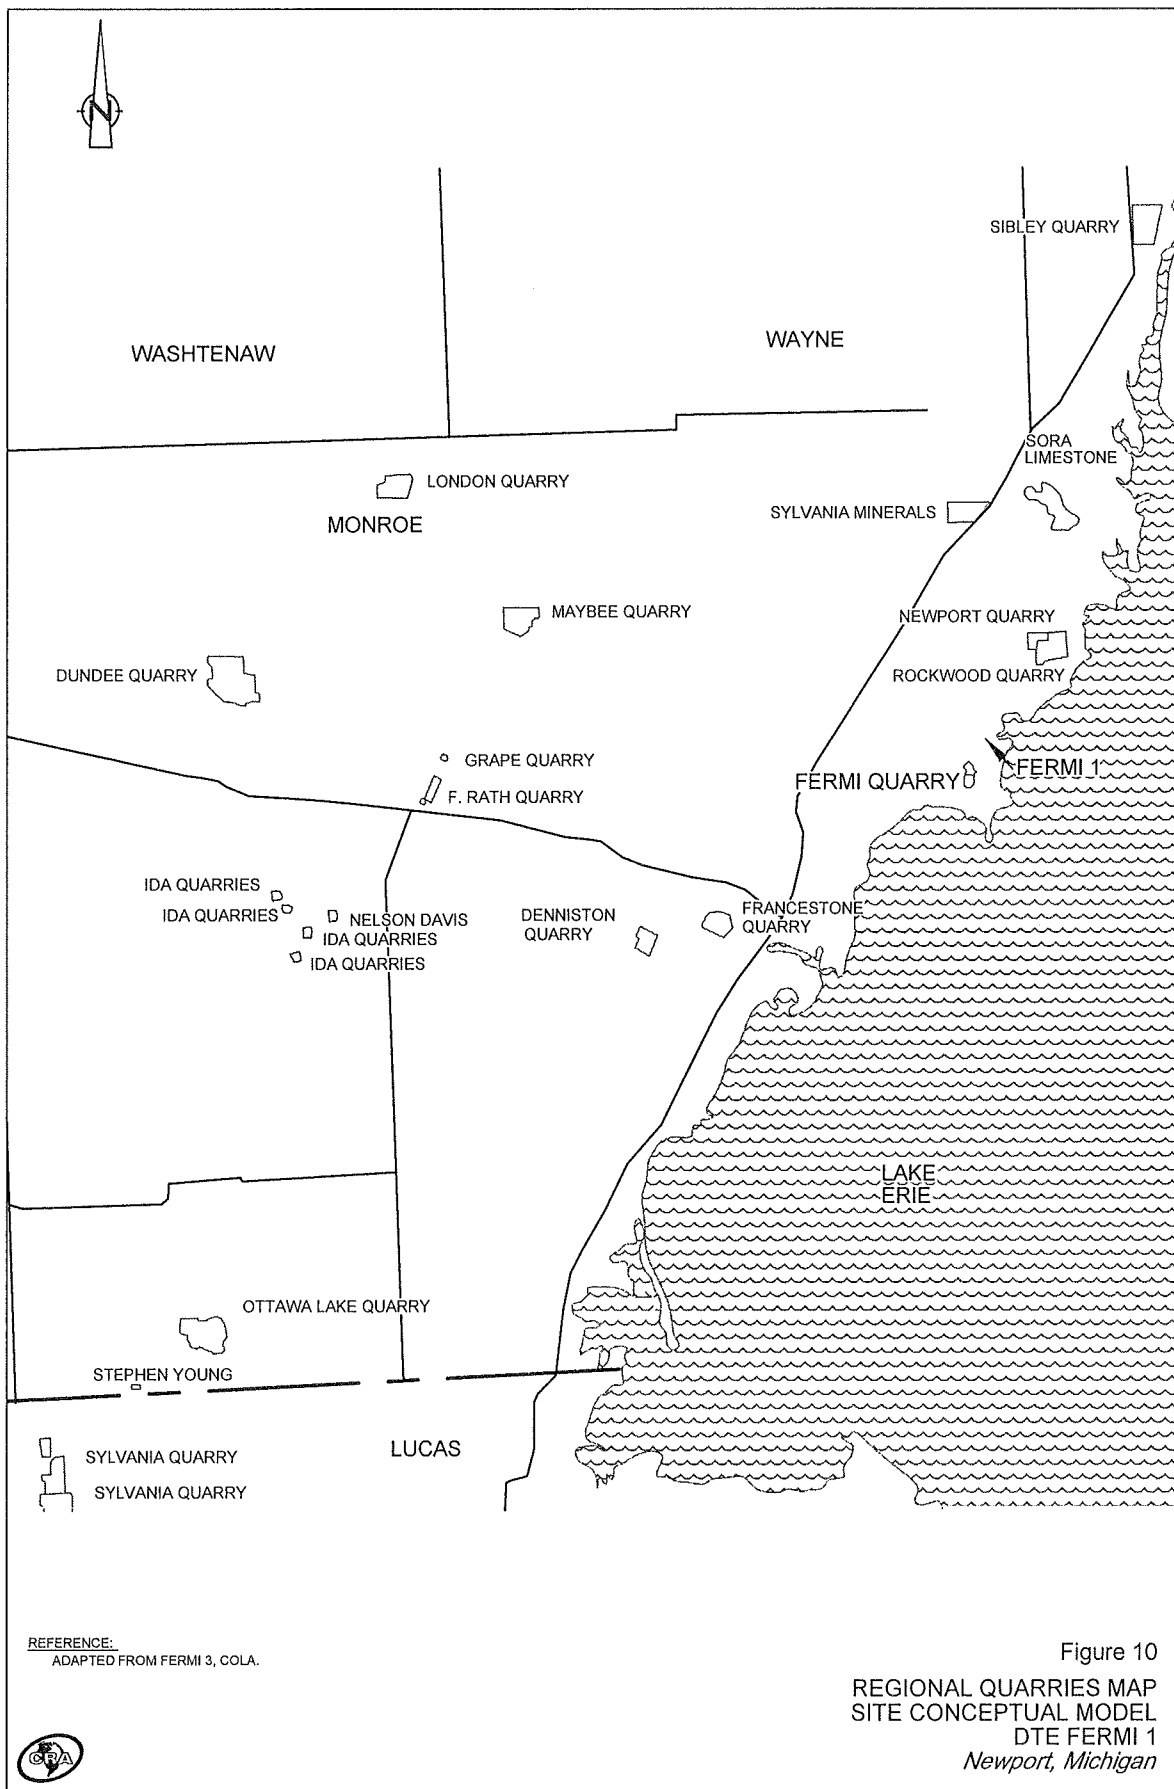 N
SIBLEY QUARRY
WAYNE
WASHTENAW
SORA
LIMESTONE
LONDON QUARRY
SYLVANIA MINERALS
MONROE
MAYBEE QUARRY
NEWPORT QUARRY
DUNDEE QUARRY
ROCKWOOD QUARRY
GRAPE QUARRY
FERMI 1
FERMI QUARRY
F. RATH QUARRY
IDA QUARRIES
IDA QUARRIES
NELSON DAVIS
IDA QUARRIES
IDA QUARRIES
DENNISTON
QUARRY
FRANCESTONE
QUARRY
LAKE
ERIE
OTTAWA LAKE QUARRY
STEPHEN YOUNG
LUCAS
SYLVANIA QUARRY
SYLVANIA QUARRY
REFERENCE:
ADAPTED FROM FERMI 3, COLA.
Figure 10
REGIONAL QUARRIES MAP
SITE CONCEPTUAL MODEL
DTE FERMI 1
Newport, Michigan
CRA